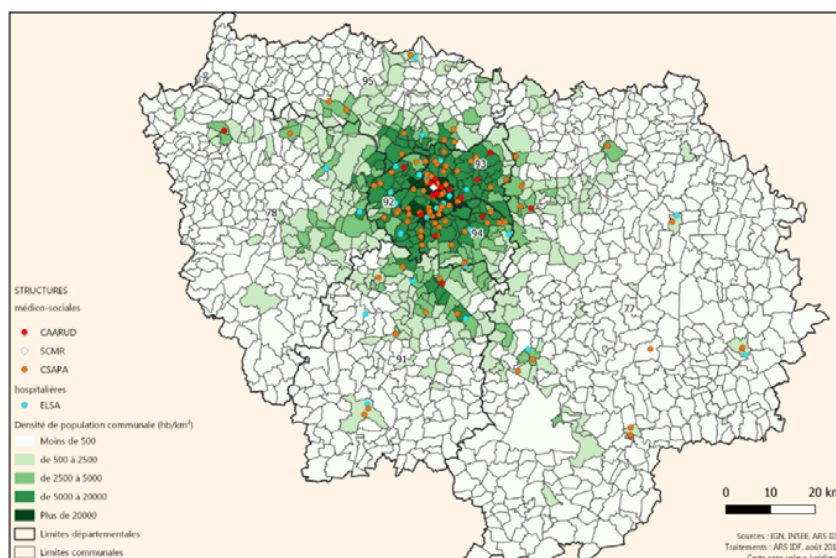 95
93
92
94
78
77
91
STRUCTURES
médico-sociales
CAARUD
SCMR
CSAPA
hospitalières
ELSA
Densité de population communale (hb/km²)
Moins de 500
de 500 à 2500
de 2500 à 5000
de 5000 à 20000
Plus de 20000
Limites départementales
Limites communales
0 10 20 km
Sources : IGN, INSEE, ARS
Traitements : ARS IDF, août